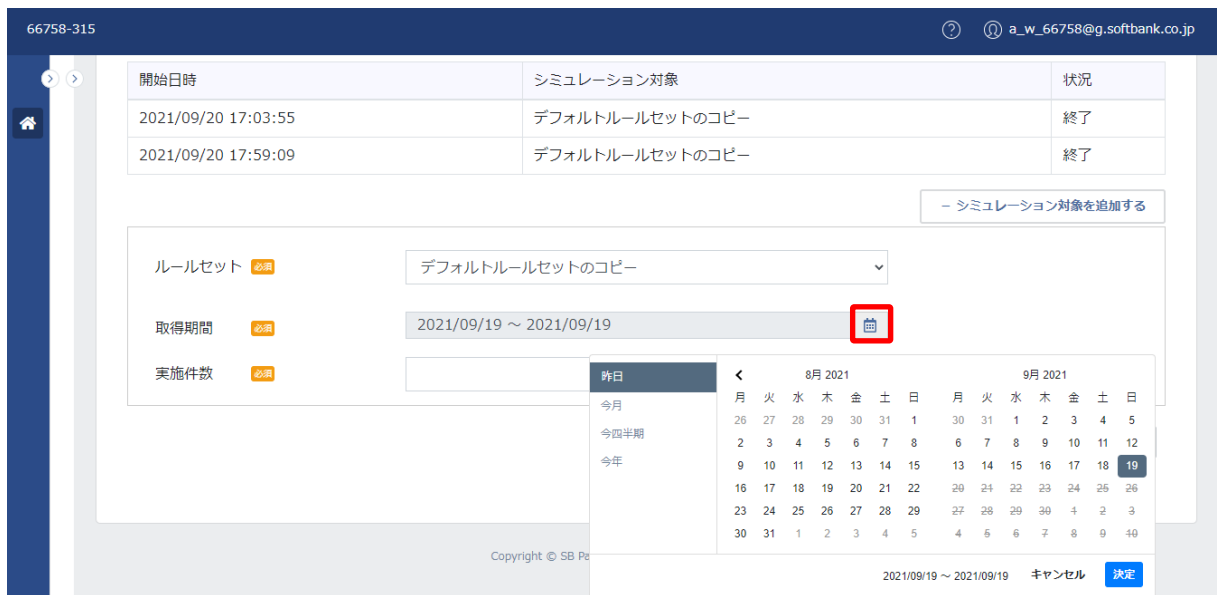 66758-315
? a_w_66758@g.softbank.co.jp
開始日時 シミュレーション対象 状況
2021/09/20 17:03:55 デフォルトルールセットのコピー 終了
2021/09/20 17:59:09 デフォルトルールセットのコピー 終了
− シミュレーション対象を追加する
ルールセット 必須 デフォルトルールセットのコピー
取得期間 必須 2021/09/19 ～ 2021/09/19
実施件数 必須
昨日
今月
今四半期
今年
8月 2021
月 火 水 木 金 土 日
26 27 28 29 30 31 1
2 3 4 5 6 7 8
9 10 11 12 13 14 15
16 17 18 19 20 21 22
23 24 25 26 27 28 29
30 31 1 2 3 4 5
9月 2021
月 火 水 木 金 土 日
30 31 1 2 3 4 5
6 7 8 9 10 11 12
13 14 15 16 17 18 19
20 21 22 23 24 25 26
27 28 29 30 1 2 3
4 5 6 7 8 9 10
2021/09/19 ～ 2021/09/19 キャンセル 決定
Copyright © SB